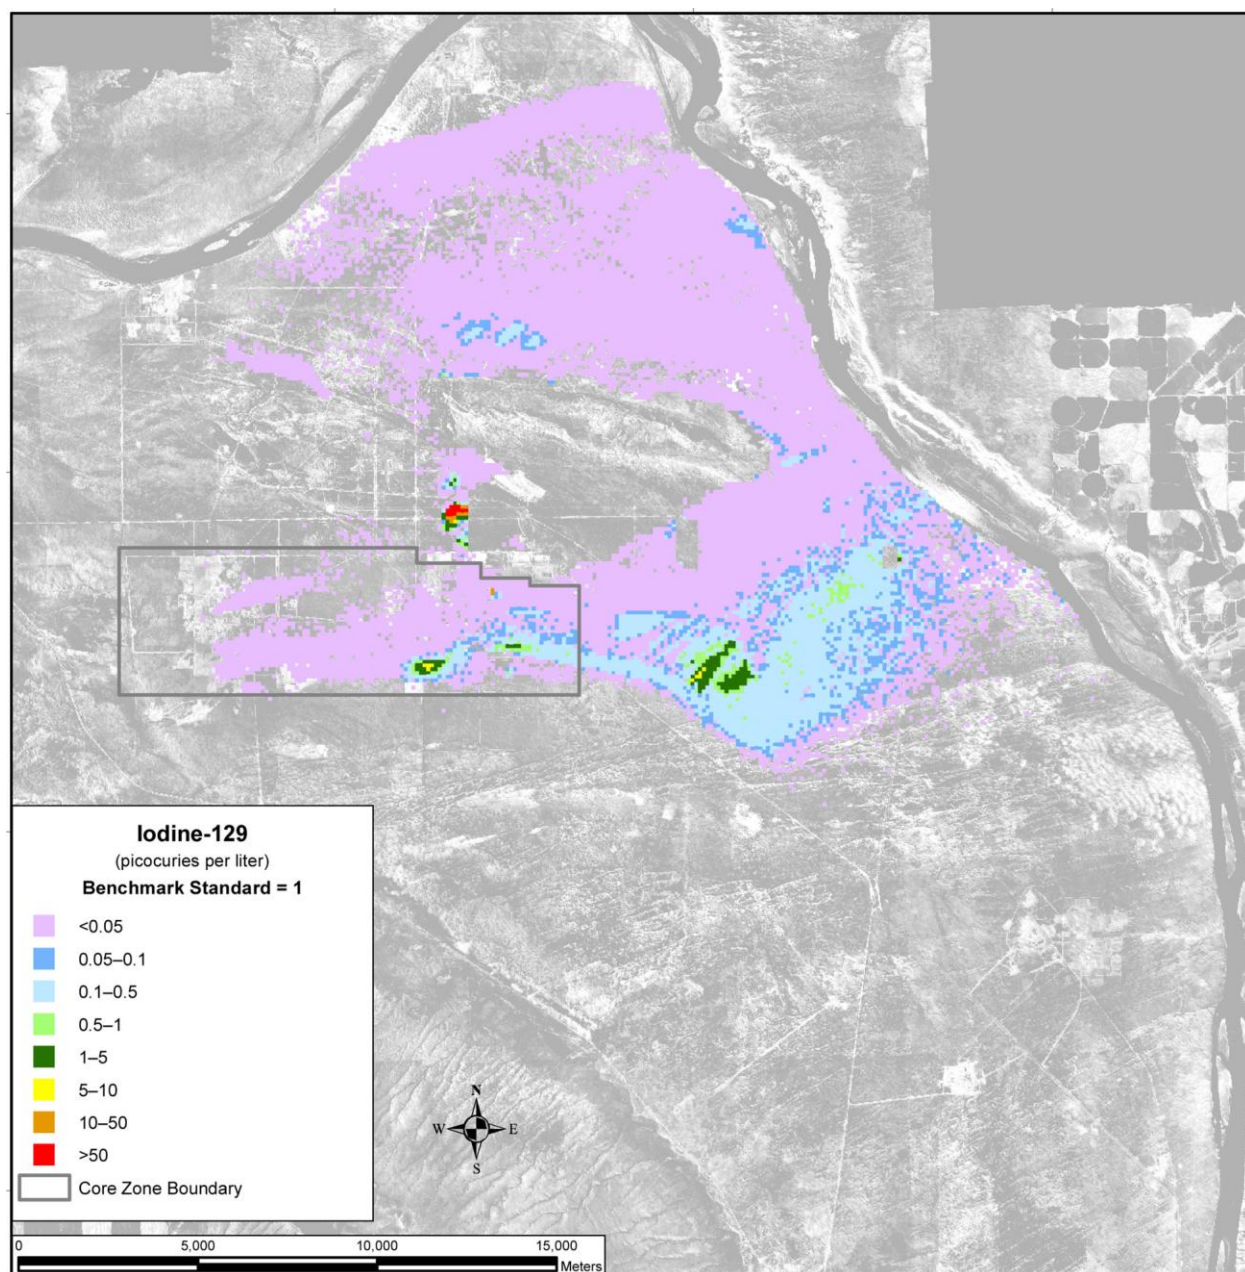 Iodine-129
(picocuries per liter)
Benchmark Standard = 1
<0.05
0.05–0.1
0.1–0.5
0.5–1
1–5
5–10
10–50
>50
Core Zone Boundary
N
W E
S
0 5,000 10,000 15,000
Meters